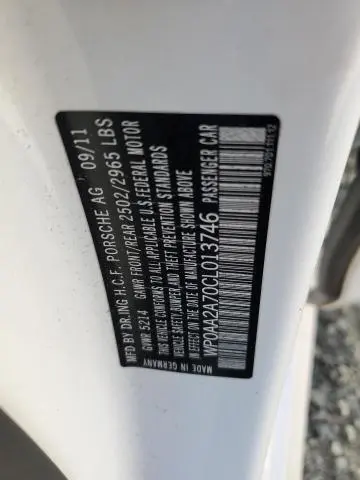 09/11
MFD BY DR.ING H.C.F. PORSCHE AG
GVWR 5214 GAWR FRONT/REAR 2502/2965 LBS
THIS VEHICLE CONFORMS TO ALL APPLICABLE U.S.FEDERAL MOTOR
VEHICLE SAFETY,BUMPER,AND THEFT PREVENTION STANDARDS
IN EFFECT ON THE DATE OF MANUFACTURE SHOWN ABOVE
WP0AA2A70CL013746 PASSENGER CAR
MADE IN GERMANY